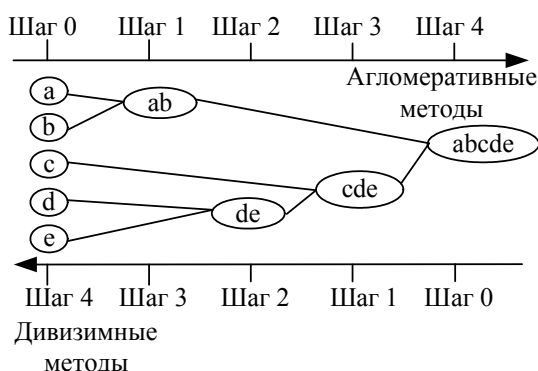 Шаг 0 Шаг 1 Шаг 2 Шаг 3 Шаг 4
Агломеративные
методы
a
ab
b
abcde
c
cde
d
de
e
Шаг 4 Шаг 3 Шаг 2 Шаг 1 Шаг 0
Дивизимные
методы